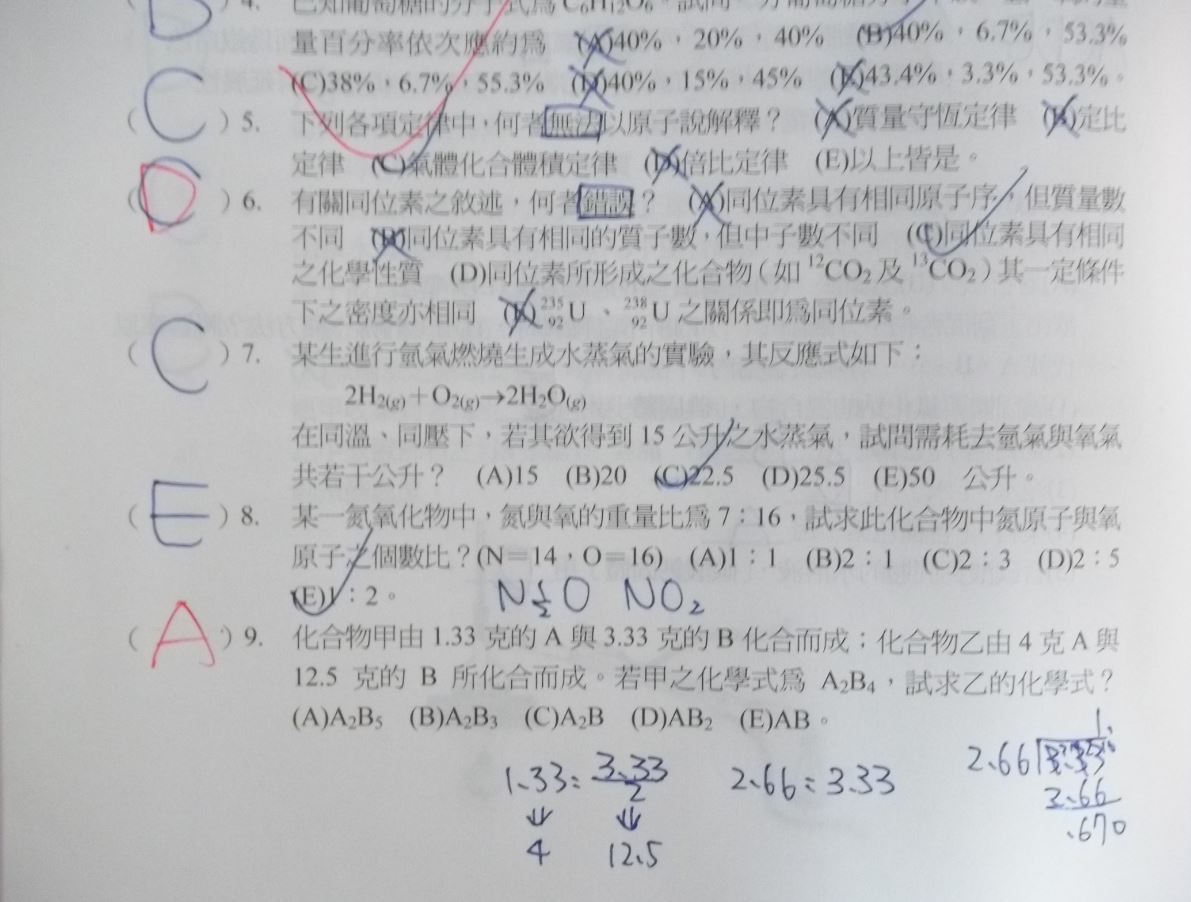 B ) 4. 已知葡萄糖的分子式爲 C6H12O6,試問
量百分率依次應約爲 (A)40%,20%,40% (B)40%,6.7%,53.3%
(C)38%,6.7%,55.3% (D)40%,15%,45% (E)43.4%,3.3%,53.3%。
( C ) 5. 下列各項定律中,何者無法以原子說解釋? (A)質量守恆定律 (B)定比
定律 (C)氣體化合體積定律 (D)倍比定律 (E)以上皆是。
( D ) 6. 有關同位素之敘述,何者錯誤? (A)同位素具有相同原子序,但質量數
不同 (B)同位素具有相同的質子數,但中子數不同 (C)同位素具有相同
之化學性質 (D)同位素所形成之化合物(如 ¹²CO₂ 及 ¹³CO₂)其一定條件
下之密度亦相同 (E) ²³⁵₉₂U、²³⁸₉₂U 之關係即爲同位素。
( C ) 7. 某生進行氫氣燃燒生成水蒸氣的實驗,其反應式如下:
2H2(g)+O2(g)→2H2O(g)
在同溫、同壓下,若其欲得到 15 公升之水蒸氣,試問需耗去氫氣與氧氣
共若干公升? (A)15 (B)20 (C)22.5 (D)25.5 (E)50 公升。
( E ) 8. 某一氮氧化物中,氮與氧的重量比爲 7:16,試求此化合物中氮原子與氧
原子之個數比?(N=14,O=16) (A)1:1 (B)2:1 (C)2:3 (D)2:5
(E)1:2。 N½O NO₂
( A ) 9. 化合物甲由 1.33 克的 A 與 3.33 克的 B 化合而成;化合物乙由 4 克 A 與
12.5 克的 B 所化合而成。若甲之化學式爲 A₂B₄,試求乙的化學式?
(A)A₂B₅ (B)A₂B₃ (C)A₂B (D)AB₂ (E)AB。
1.33 : 3.33/2 2.66 : 3.33 2.66 1.
⇓ ⇓ 2.66
4 12.5 .670